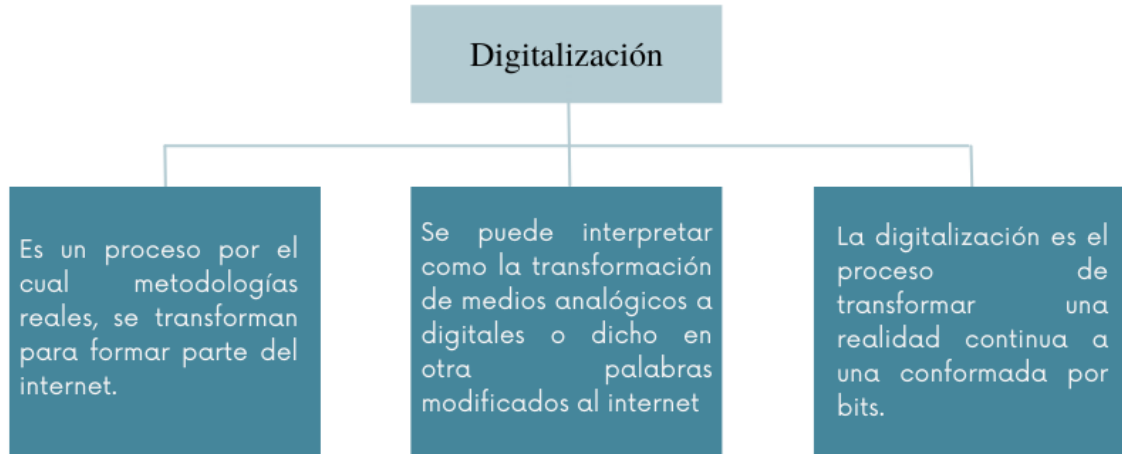 Digitalización
Es un proceso por el
cual metodologías
reales, se transforman
para formar parte del
internet.
Se puede interpretar
como la transformación
de medios analógicos a
digitales o dicho en
otra palabras
modificados al internet
La digitalización es el
proceso de
transformar una
realidad continua a
una conformada por
bits.